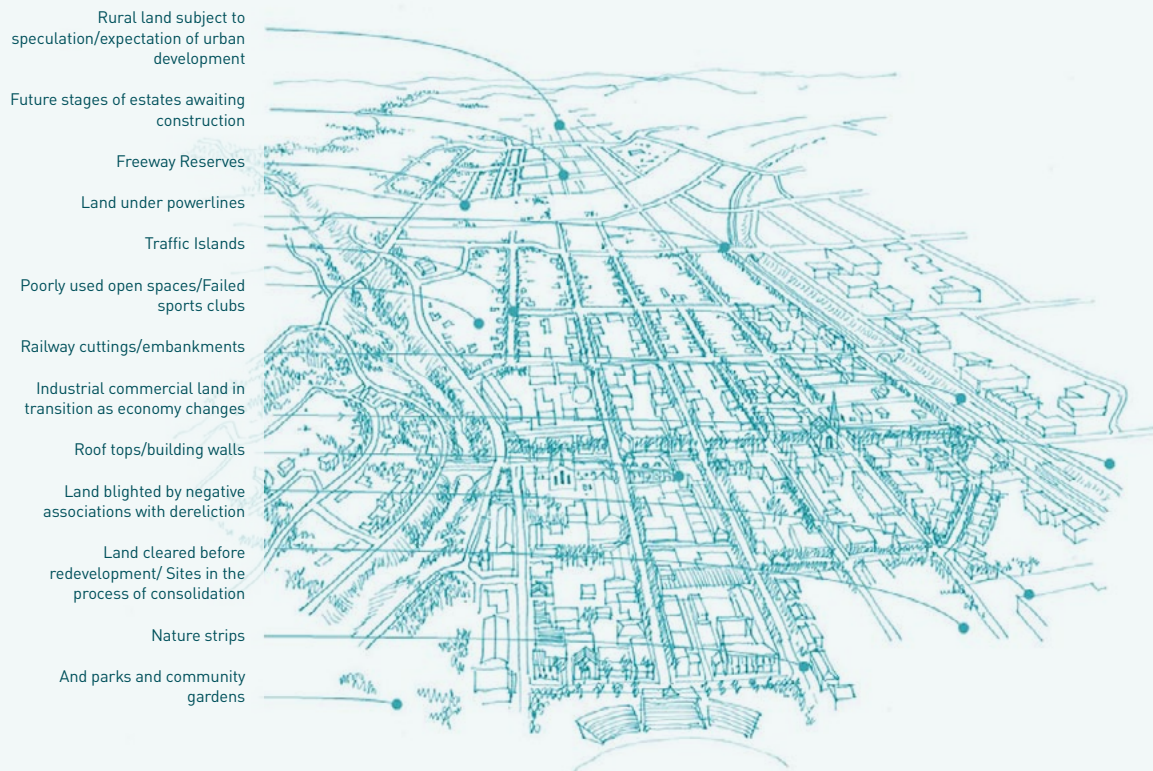 Rural land subject to
speculation/expectation of urban
development
Future stages of estates awaiting
construction
Freeway Reserves
Land under powerlines
Traffic Islands
Poorly used open spaces/Failed
sports clubs
Railway cuttings/embankments
Industrial commercial land in
transition as economy changes
Roof tops/building walls
Land blighted by negative
associations with dereliction
Land cleared before
redevelopment/ Sites in the
process of consolidation
Nature strips
And parks and community
gardens